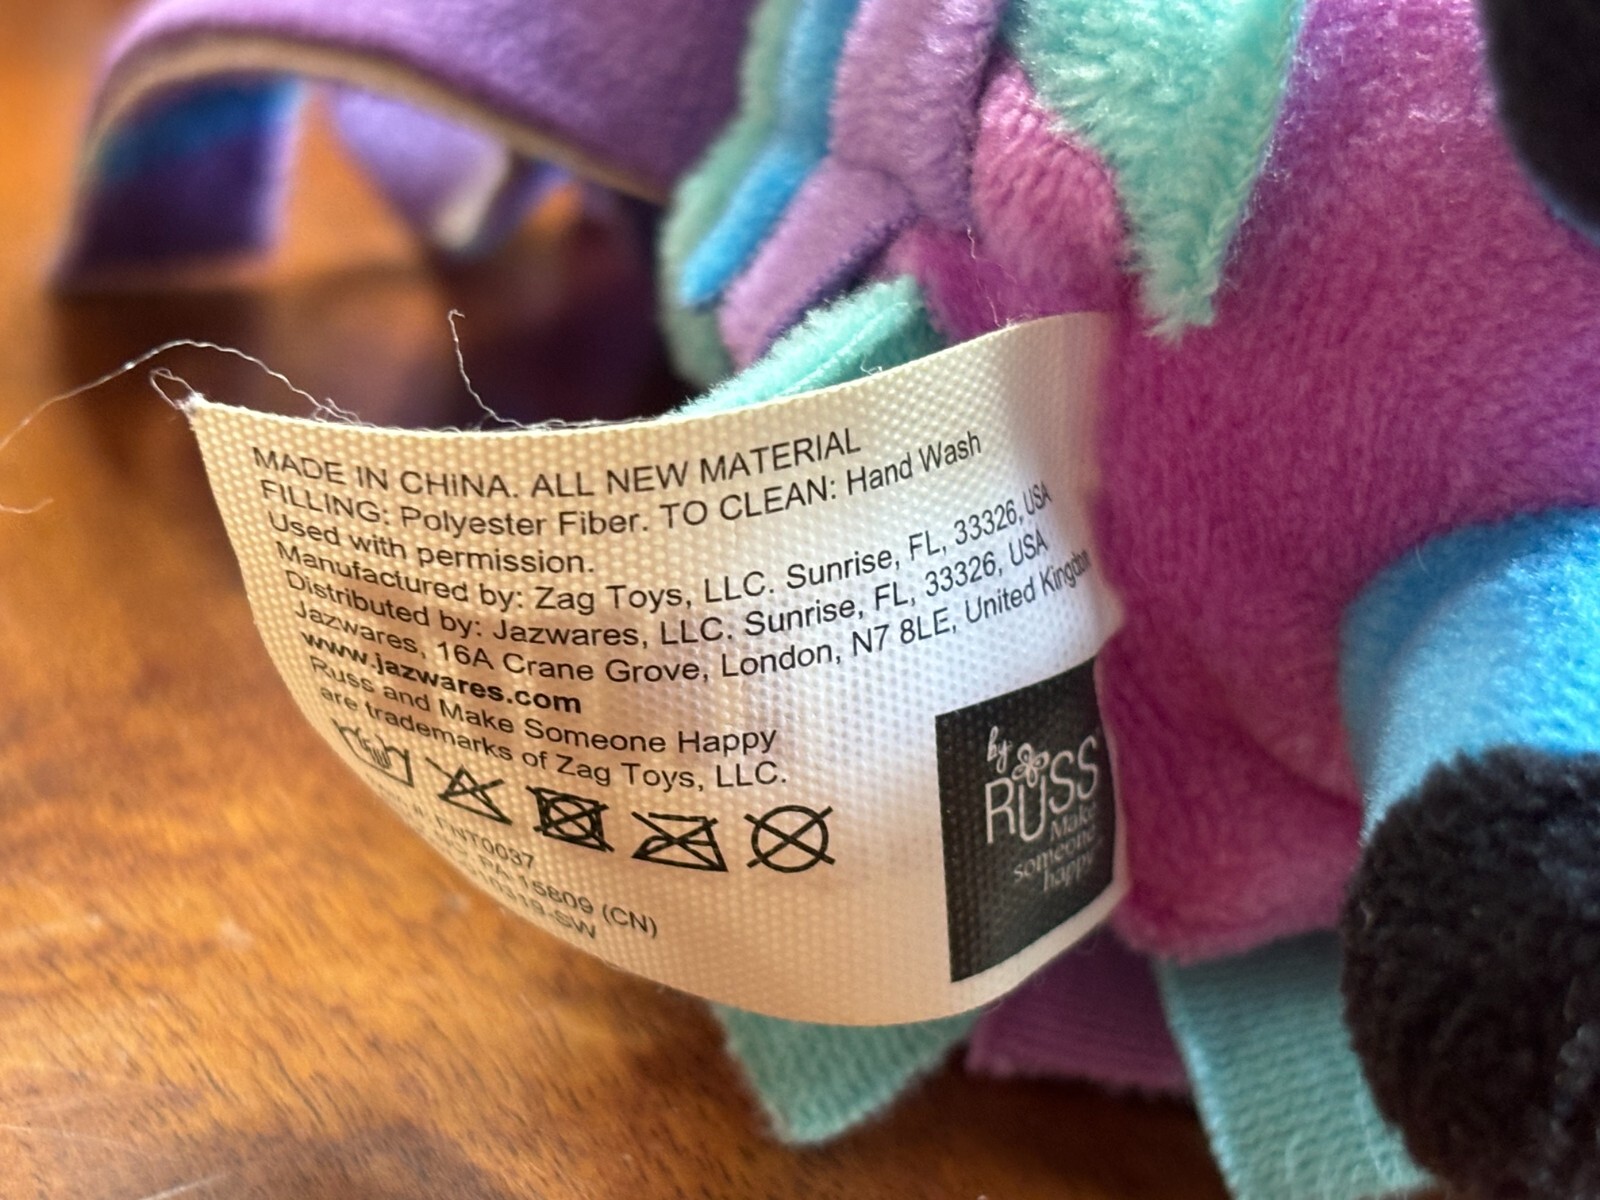 MADE IN CHINA. ALL NEW MATERIAL
FILLING: Polyester Fiber. TO CLEAN: Hand Wash
Used with permission.
Manufactured by: Zag Toys, LLC. Sunrise, FL, 33326, USA
Distributed by: Jazwares, LLC. Sunrise, FL, 33326, USA
Jazwares, 16A Crane Grove, London, N7 8LE, United Kingdom
www.jazwares.com
Russ and Make Someone Happy
are trademarks of Zag Toys, LLC.
FNT0037
PA 15809 (CN)
by
RUSS
Make
someone
happy